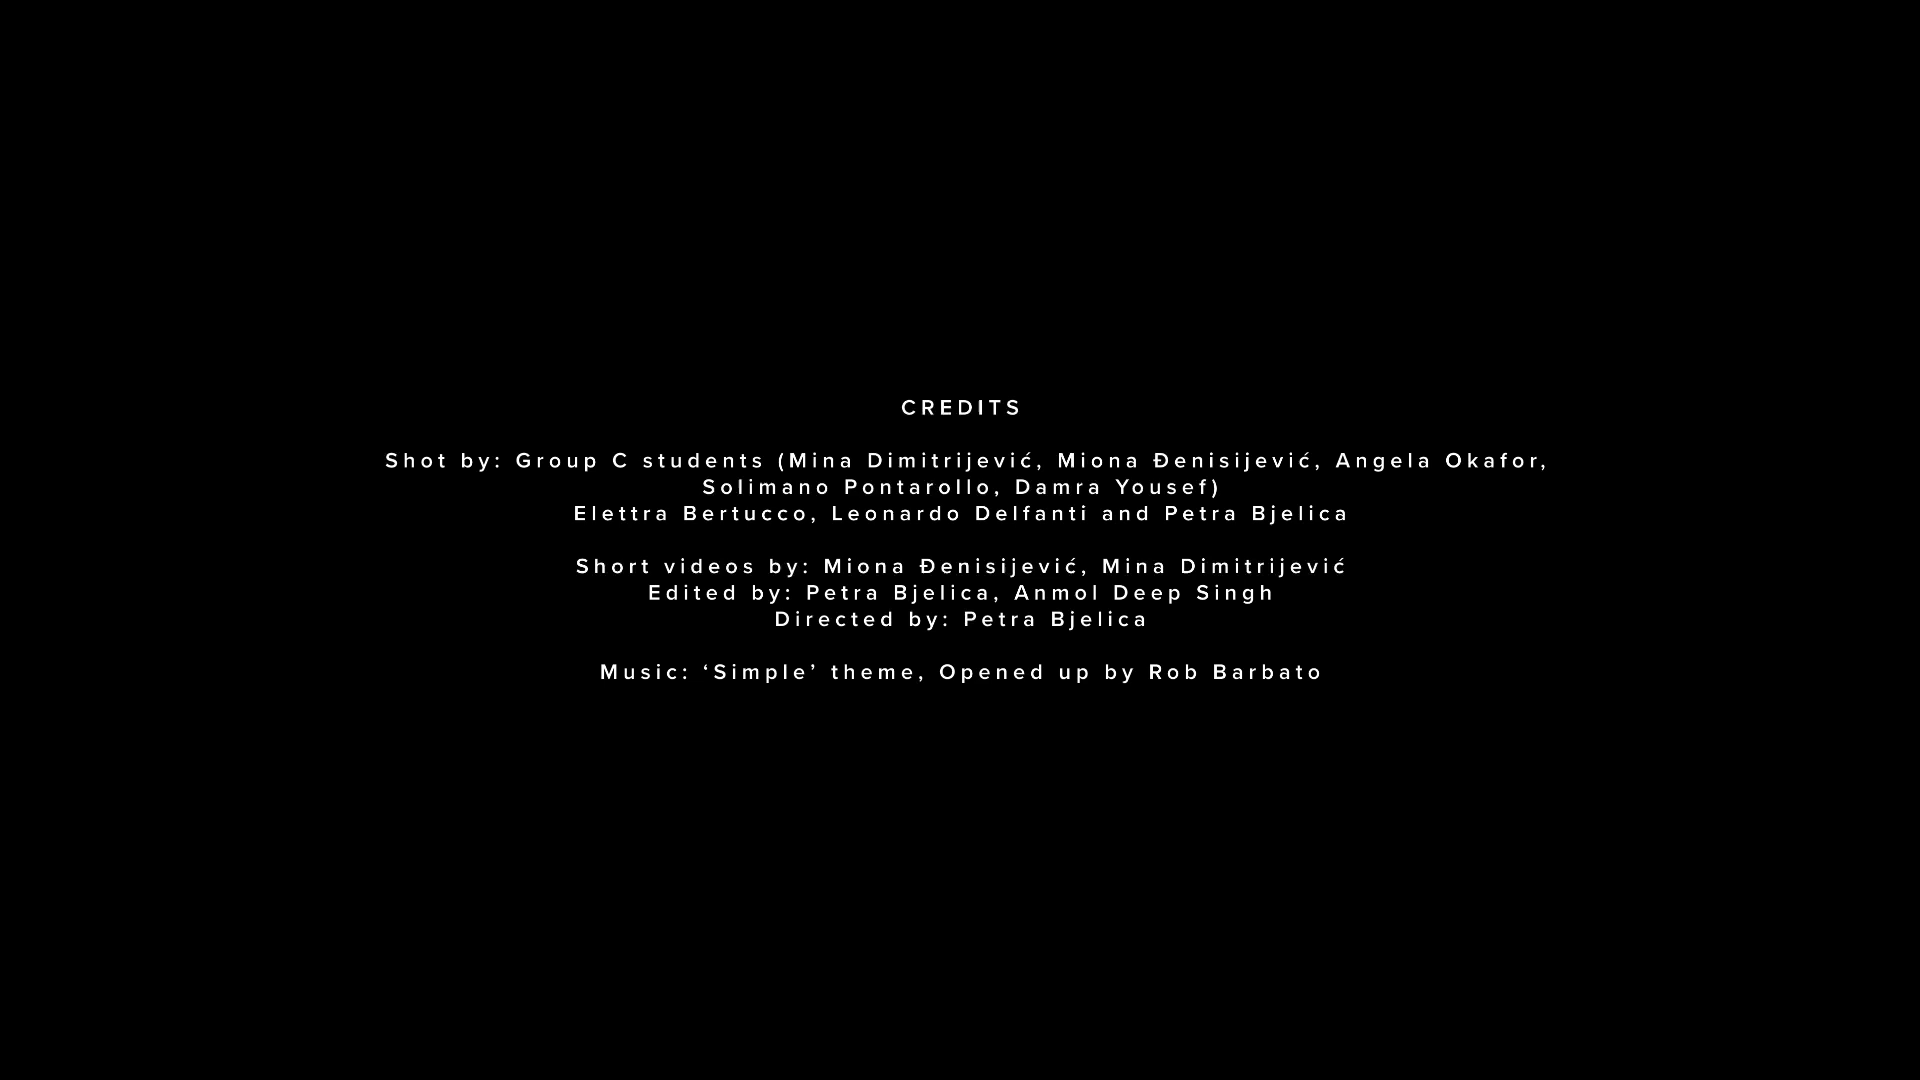 CREDITS
Shot by: Group C students (Mina Dimitrijević, Miona Đenisijević, Angela Okafor,
Solimano Pontarollo, Damra Yousef)
Elettra Bertucco, Leonardo Delfanti and Petra Bjelica
Short videos by: Miona Đenisijević, Mina Dimitrijević
Edited by: Petra Bjelica, Anmol Deep Singh
Directed by: Petra Bjelica
Music: ‘Simple’ theme, Opened up by Rob Barbato